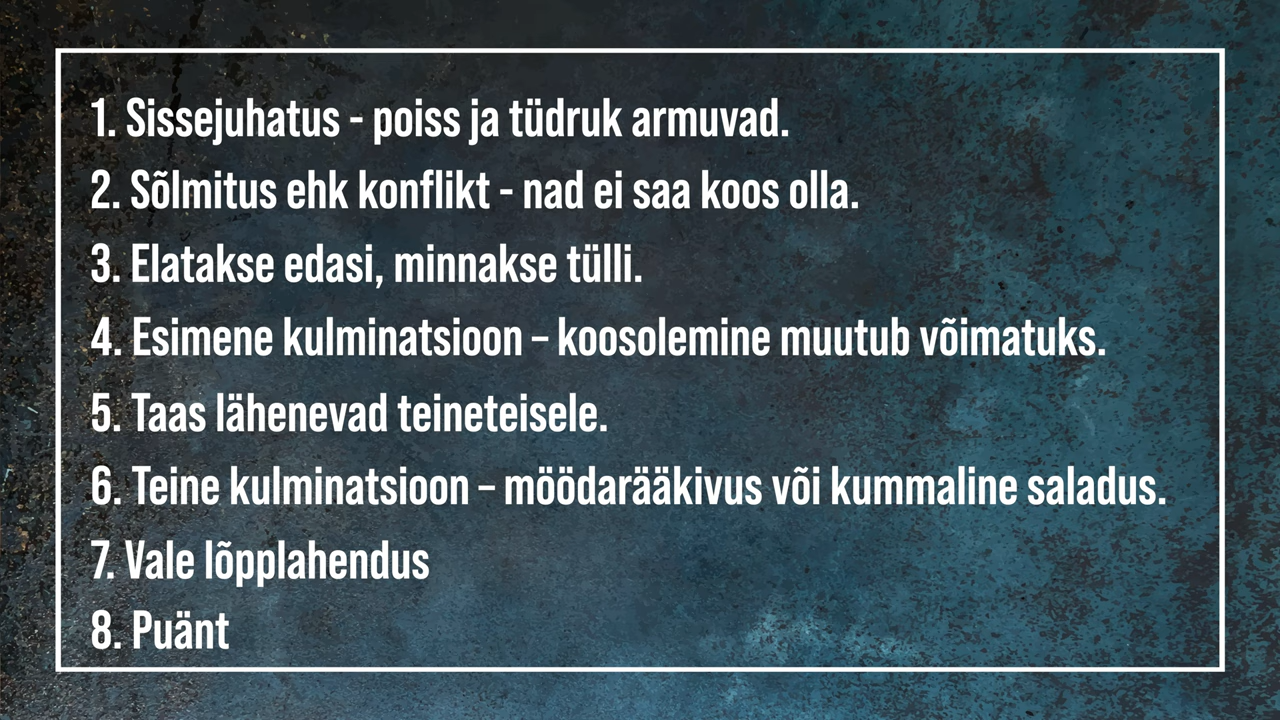 1. Sissejuhatus - poiss ja tüdruk armuvad.
2. Sõlmitus ehk konflikt - nad ei saa koos olla.
3. Elatakse edasi, minnakse tülli.
4. Esimene kulminatsioon – koosolemine muutub võimatuks.
5. Taas lähenevad teineteisele.
6. Teine kulminatsioon – möödarääkivus või kummaline saladus.
7. Vale lõpplahendus
8. Puänt